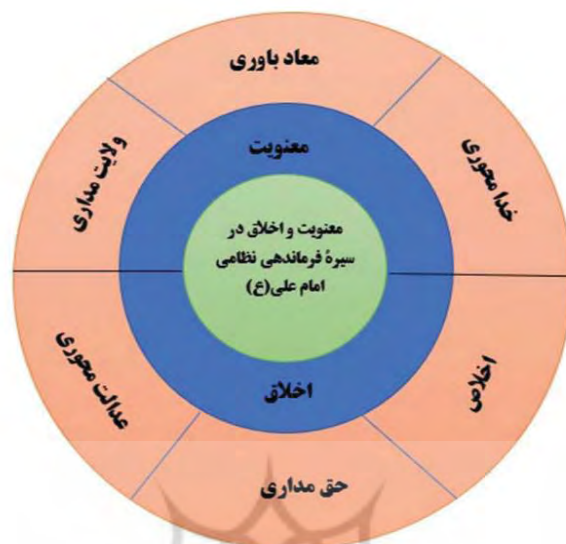 معاد باوری
خدا محوری
ولایت مداری
معنویت
معنویت و اخلاق در
سیرهٔ فرماندهی نظامی
امام علی(ع)
اخلاق
اخلاص
عدالت محوری
حق مداری